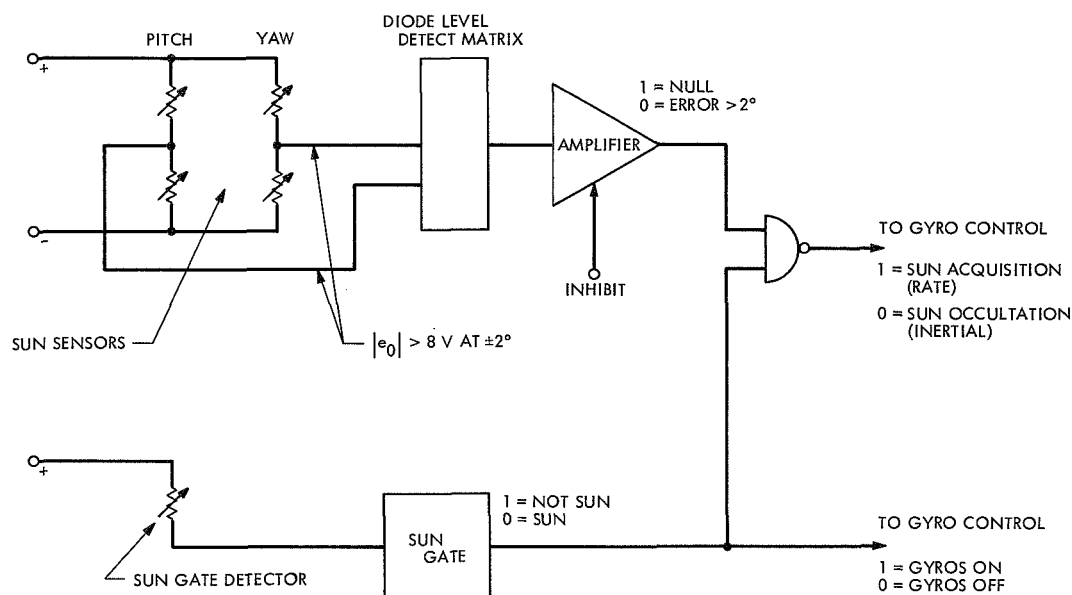 PITCH
YAW
DIODE LEVEL
DETECT MATRIX
+
-
AMPLIFIER
1 = NULL
0 = ERROR >2°
INHIBIT
TO GYRO CONTROL
1 = SUN ACQUISITION
(RATE)
0 = SUN OCCULTATION
(INERTIAL)
SUN SENSORS
|e0| > 8 V AT ±2°
+
SUN GATE DETECTOR
SUN
GATE
1 = NOT SUN
0 = SUN
TO GYRO CONTROL
1 = GYROS ON
0 = GYROS OFF